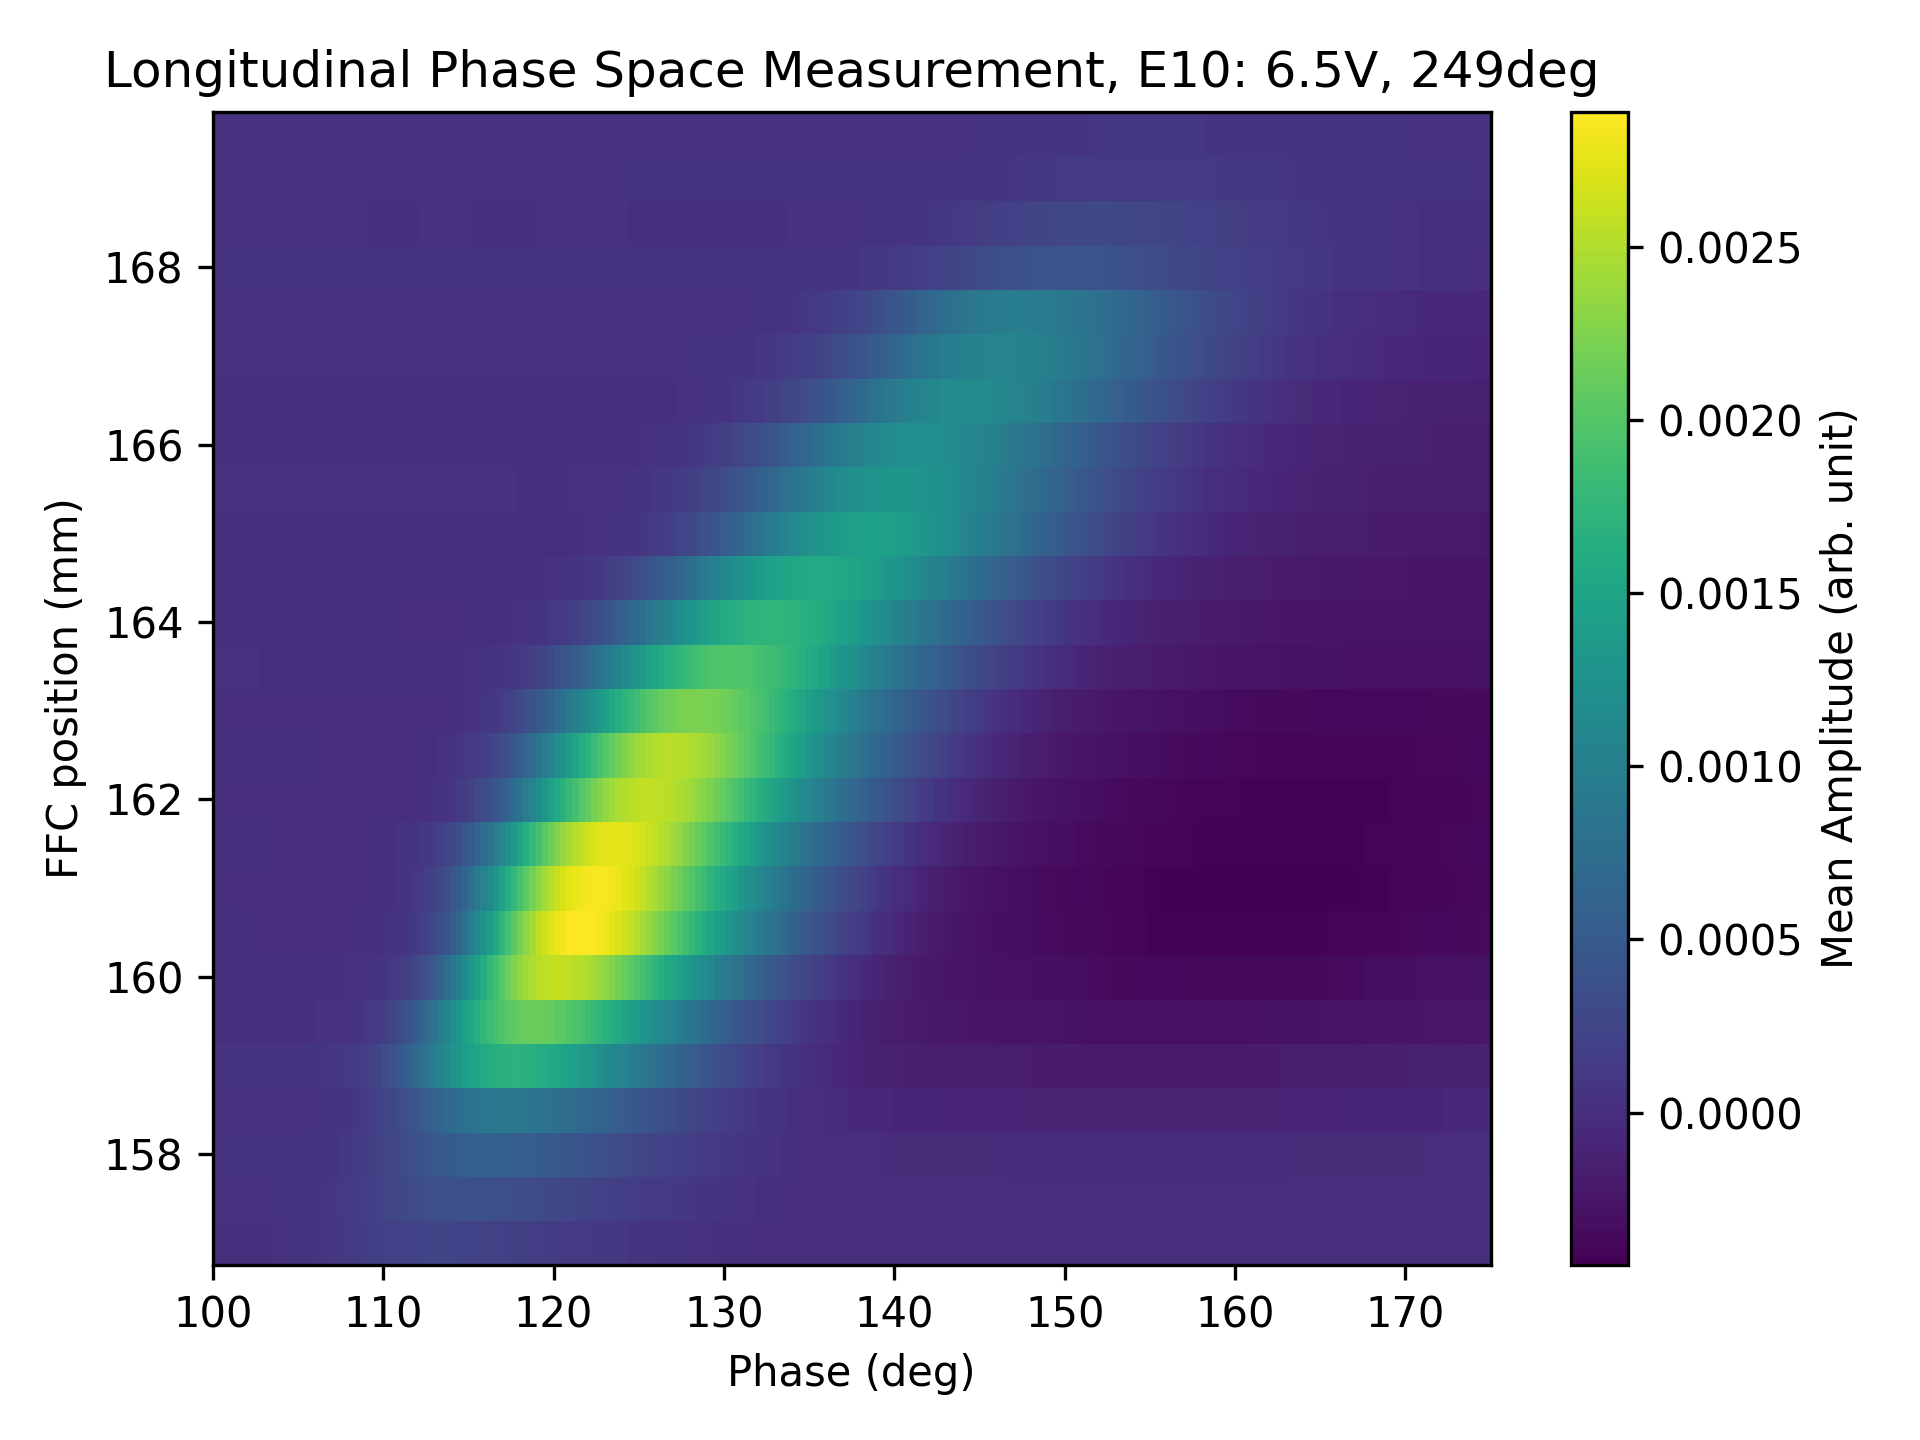 Longitudinal Phase Space Measurement, E10: 6.5V, 249deg
168
166
164
162
160
158
FFC position (mm)
100 110 120 130 140 150 160 170
Phase (deg)
0.0025
0.0020
0.0015
0.0010
0.0005
0.0000
Mean Amplitude (arb. unit)